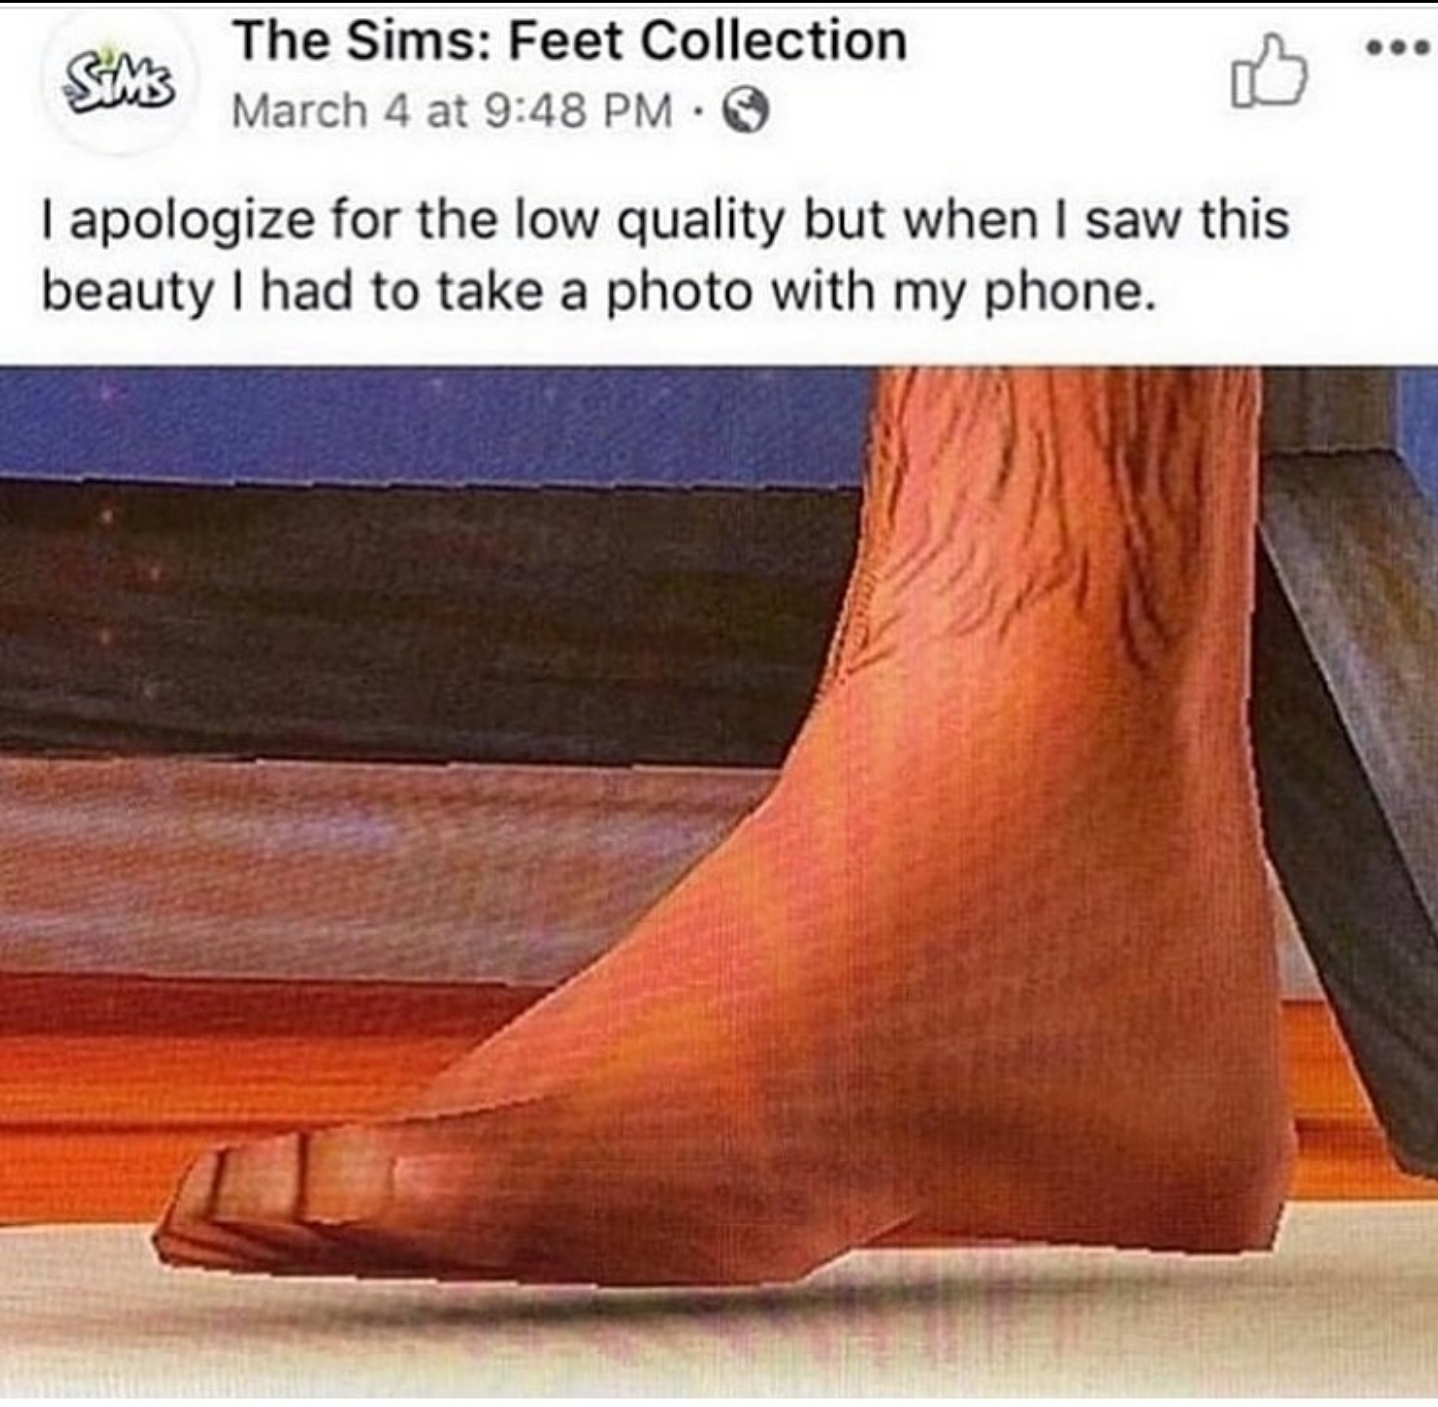 SiMs
The Sims: Feet Collection
March 4 at 9:48 PM ·
I apologize for the low quality but when I saw this
beauty I had to take a photo with my phone.